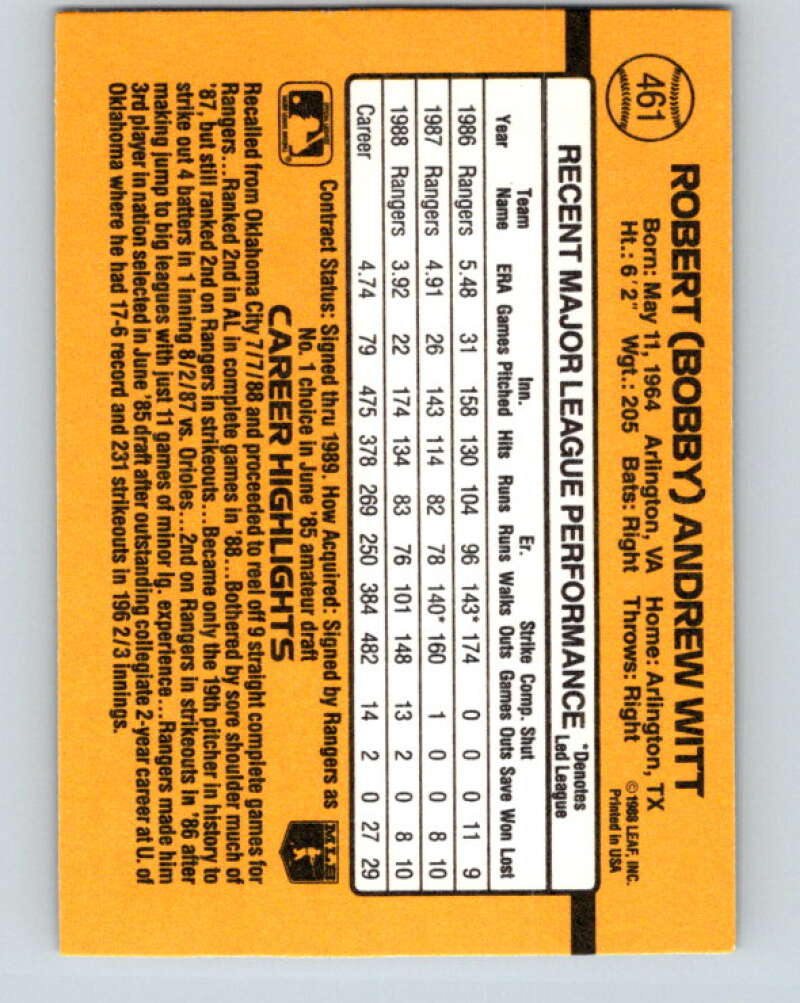 461
ROBERT (BOBBY) ANDREW WITT
Born: May 11, 1964 Arlington, VA Home: Arlington, TX
Ht.: 6'2" Wgt.: 205 Bats: Right Throws: Right
©1988 LEAF, INC.
Printed in USA
RECENT MAJOR LEAGUE PERFORMANCE
*Denotes
Led League
Team Inn. Er. Strike Comp. Shut
Year Name ERA Games Pitched Hits Runs Runs Walks Outs Games Outs Save Won Lost
1986 Rangers 5.48 31 158 130 104 96 143* 174 0 0 0 11 9
1987 Rangers 4.91 26 143 114 82 78 140* 160 1 0 0 8 10
1988 Rangers 3.92 22 174 134 83 76 101 148 13 2 0 8 10
Career 4.74 79 475 378 269 250 384 482 14 2 0 27 29
Contract Status: Signed thru 1989. How Acquired: Signed by Rangers as
No. 1 choice in June '85 amateur draft
MLB
CAREER HIGHLIGHTS
Recalled from Oklahoma City 7/7/88 and proceeded to reel off 9 straight complete games for
Rangers...Ranked 2nd in AL in complete games in '88...Bothered by sore shoulder much of
'87, but still ranked 2nd on Rangers in strikeouts...Became only the 19th pitcher in history to
strike out 4 batters in 1 inning 8/2/87 vs. Orioles...2nd on Rangers in strikeouts in '86 after
making jump to big leagues with just 11 games of minor lg. experience...Rangers made him
3rd player in nation selected in June '85 draft after outstanding collegiate 2-year career at U. of
Oklahoma where he had 17-6 record and 231 strikeouts in 196 2/3 innings.